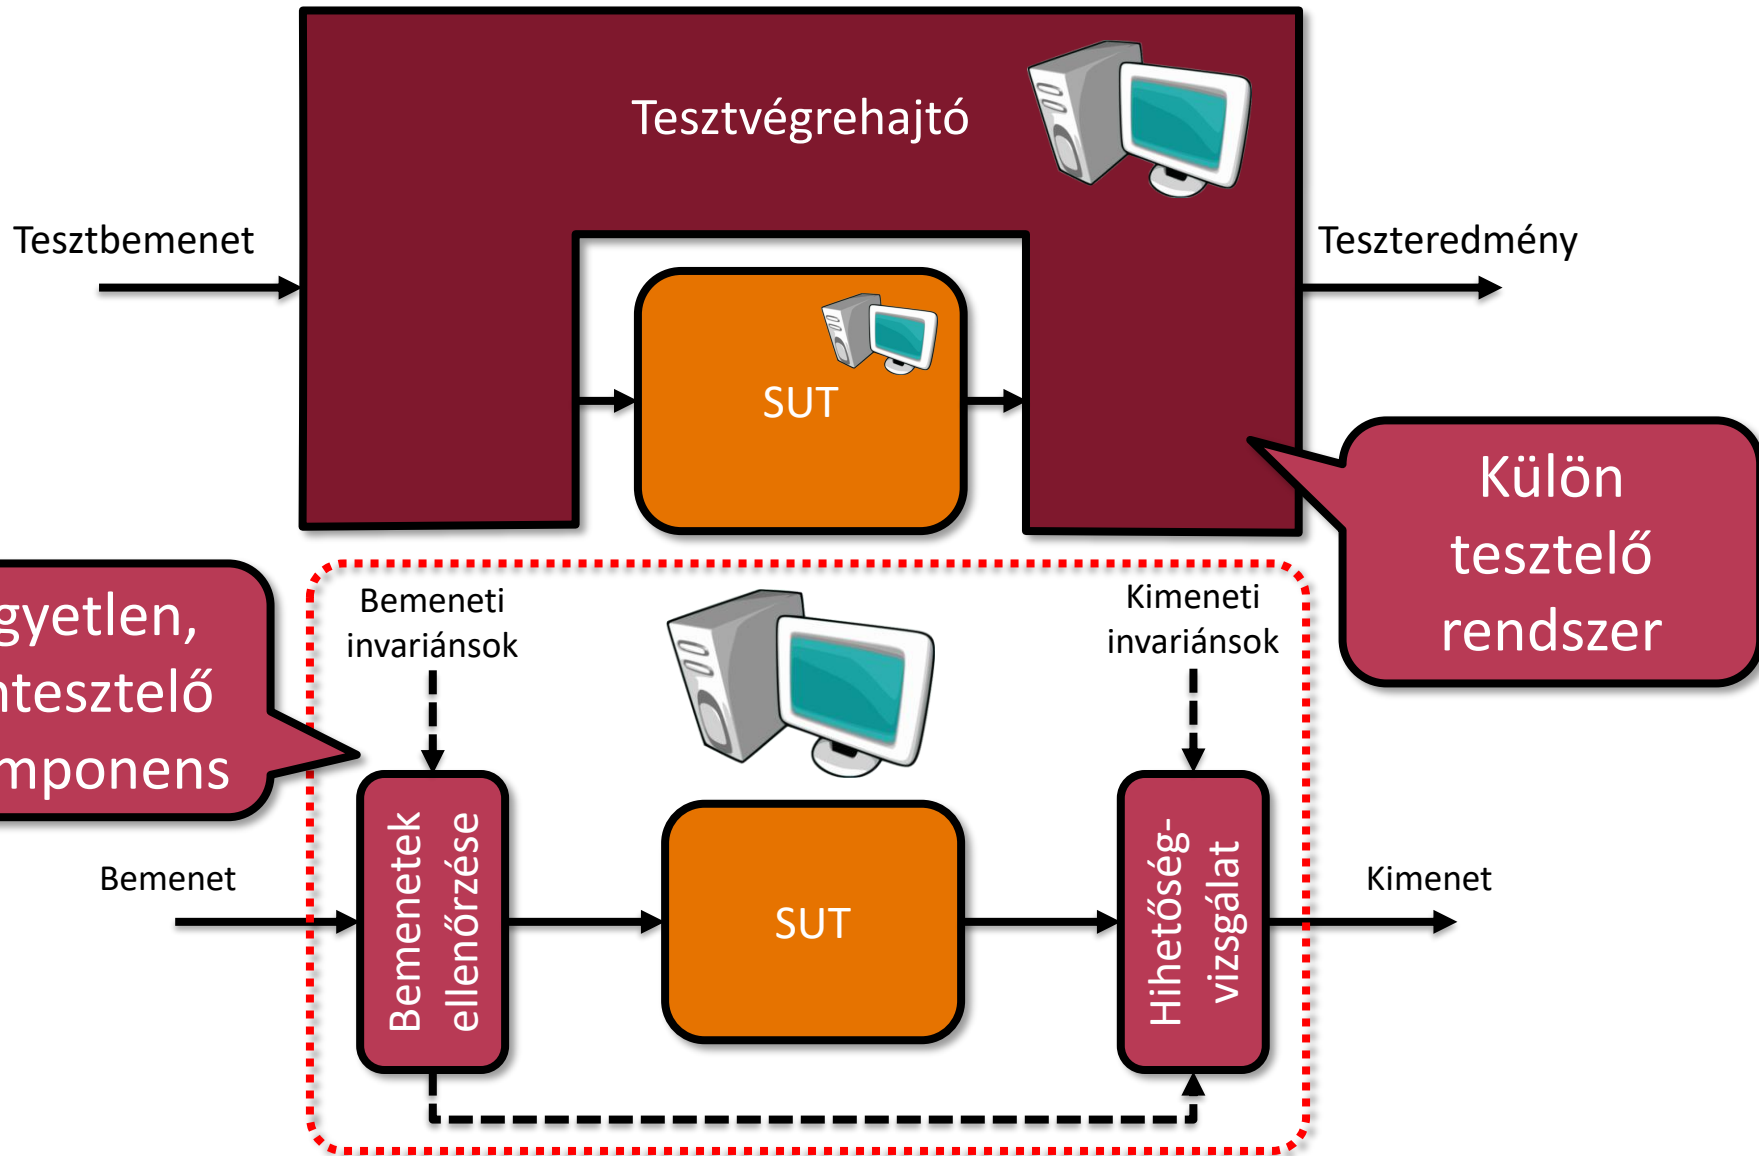 Tesztvégrehajtó
Tesztbemenet
Teszteredmény
SUT
Külön
tesztelő
rendszer
gyetlen,
ntesztelő
mponens
Bemeneti
invariánsok
Kimeneti
invariánsok
Bemenet
Bemenetek
ellenőrzése
SUT
Hihetőség-
vizsgálat
Kimenet